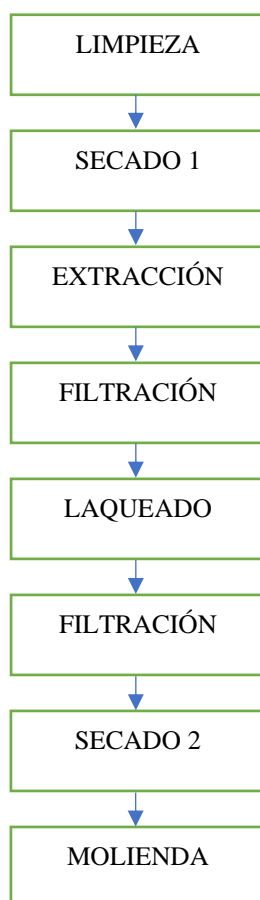 LIMPIEZA
SECADO 1
EXTRACCIÓN
FILTRACIÓN
LAQUEADO
FILTRACIÓN
SECADO 2
MOLIENDA